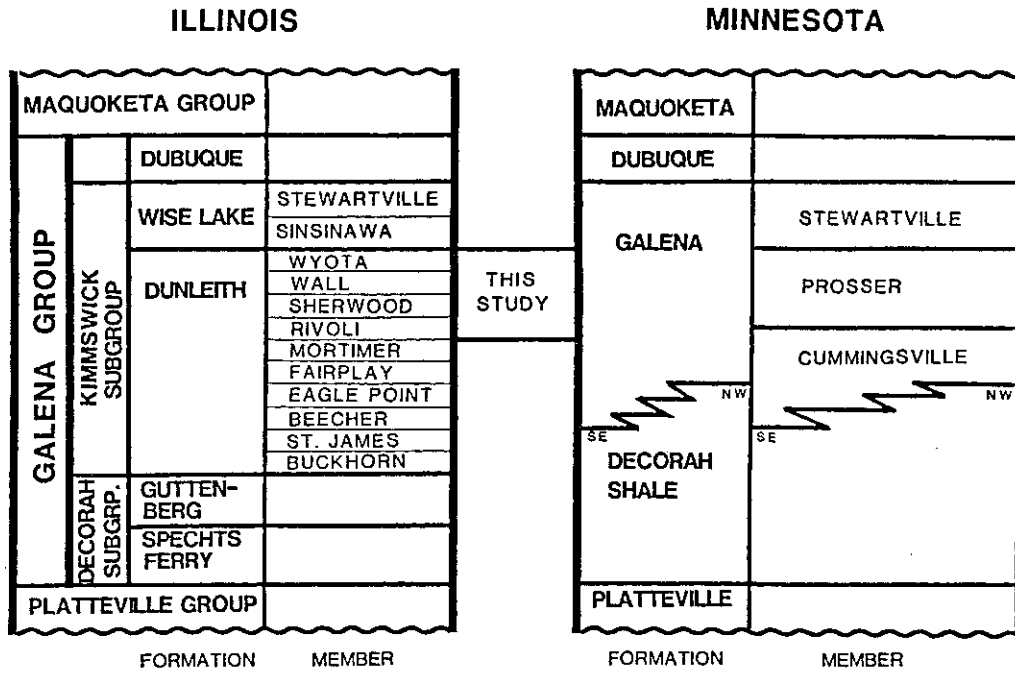 ILLINOIS
MAQUOKETA GROUP
GALENA GROUP
KIMMSWICK
SUBGROUP
DECORAH
SUBGRP.
DUBUQUE
WISE LAKE
STEWARTVILLE
SINSINAWA
DUNLEITH
WYOTA
WALL
SHERWOOD
RIVOLI
MORTIMER
FAIRPLAY
EAGLE POINT
BEECHER
ST. JAMES
BUCKHORN
GUTTEN-
BERG
SPECHTS
FERRY
PLATTEVILLE GROUP
FORMATION
MEMBER
THIS
STUDY
MINNESOTA
MAQUOKETA
DUBUQUE
GALENA
STEWARTVILLE
PROSSER
CUMMINGSVILLE
NW
SE
NW
SE
DECORAH
SHALE
PLATTEVILLE
FORMATION
MEMBER